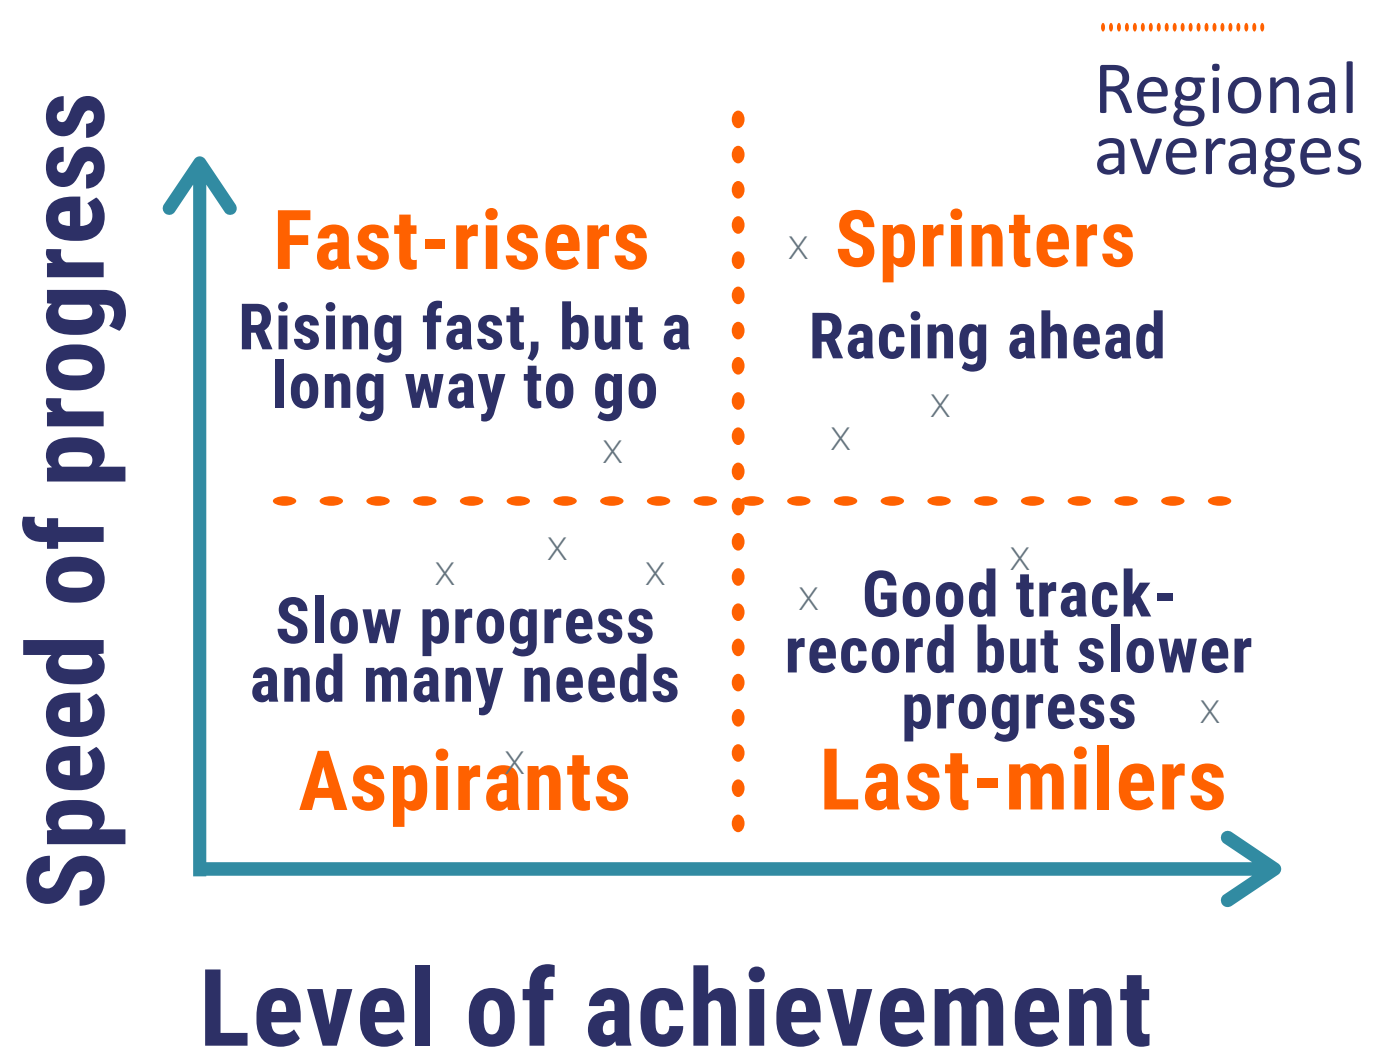 Regional
averages
Speed of progress
Fast-risers
Rising fast, but a
long way to go
x
x Sprinters
Racing ahead
x
x
x
x
x
Slow progress
and many needs
Aspirants
x
x
x
Good track-
record but slower
progress
x
Last-milers
Level of achievement